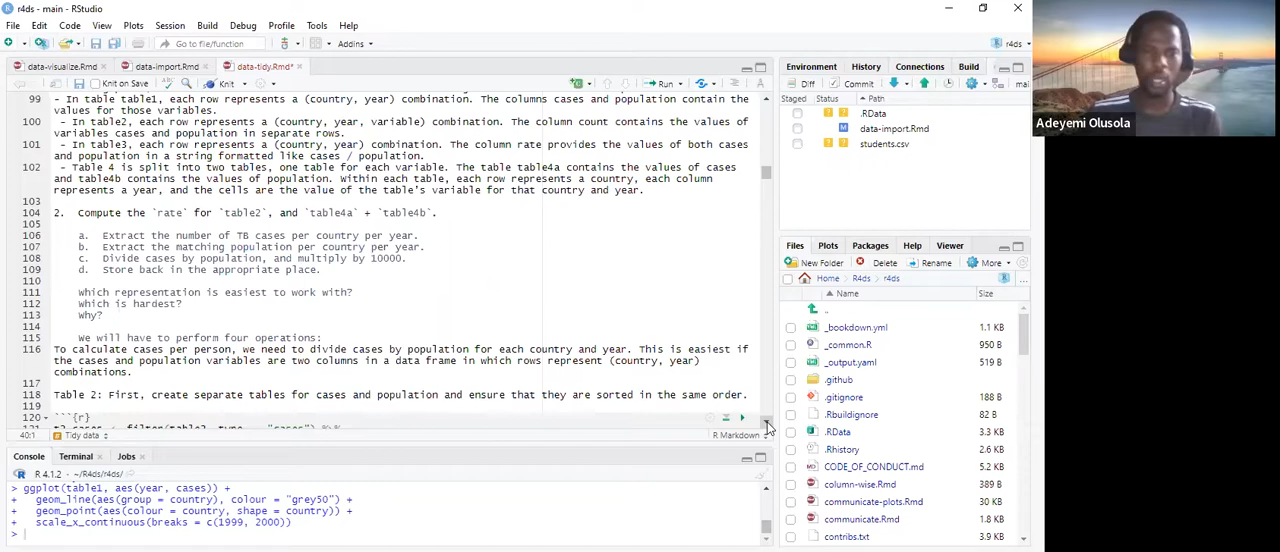 r4ds - main - RStudio
File Edit Code View Plots Session Build Debug Profile Tools Help
Go to file/function Addins r4ds
data-visualize.Rmd data-import.Rmd data-tidy.Rmd*
Knit on Save Knit Run
99 - In table table1, each row represents a (country, year) combination. The columns cases and population contain the
values for those variables.
100 - In table2, each row represents a (country, year, variable) combination. The column count contains the values of
variables cases and population in separate rows.
101 - In table3, each row represents a (country, year) combination. The column rate provides the values of both cases
and population in a string formatted like cases / population.
102 - Table 4 is split into two tables, one table for each variable. The table table4a contains the values of cases
and table4b contains the values of population. Within each table, each row represents a country, each column
represents a year, and the cells are the value of the table's variable for that country and year.
103
104 2. Compute the `rate` for `table2`, and `table4a` + `table4b`.
105
106 a. Extract the number of TB cases per country per year.
107 b. Extract the matching population per country per year.
108 c. Divide cases by population, and multiply by 10000.
109 d. Store back in the appropriate place.
110
111 Which representation is easiest to work with?
112 Which is hardest?
113 Why?
114
115 We will have to perform four operations:
116 To calculate cases per person, we need to divide cases by population for each country and year. This is easiest if
the cases and population variables are two columns in a data frame in which rows represent (country, year)
combinations.
117
118 Table 2: First, create separate tables for cases and population and ensure that they are sorted in the same order.
119
120 ```{r}
40:1 Tidy data R Markdown
Console Terminal Jobs
R 4.1.2 · ~/R4ds/r4ds/
> ggplot(table1, aes(year, cases)) +
+ geom_line(aes(group = country), colour = "grey50") +
+ geom_point(aes(colour = country, shape = country)) +
+ scale_x_continuous(breaks = c(1999, 2000))
>
Environment History Connections Build
Diff Commit mai
Staged Status Path
? ? .RData
M data-import.Rmd
? ? students.csv
Files Plots Packages Help Viewer
New Folder Delete Rename More
Home R4ds r4ds ...
Name Size
..
_bookdown.yml 1.1 KB
_common.R 950 B
_output.yaml 519 B
.github
.gitignore 188 B
.Rbuildignore 82 B
.RData 3.3 KB
.Rhistory 2.6 KB
CODE_OF_CONDUCT.md 5.2 KB
column-wise.Rmd 389 B
communicate-plots.Rmd 30 KB
communicate.Rmd 1.8 KB
contribs.txt 3.9 KB
Adeyemi Olusola